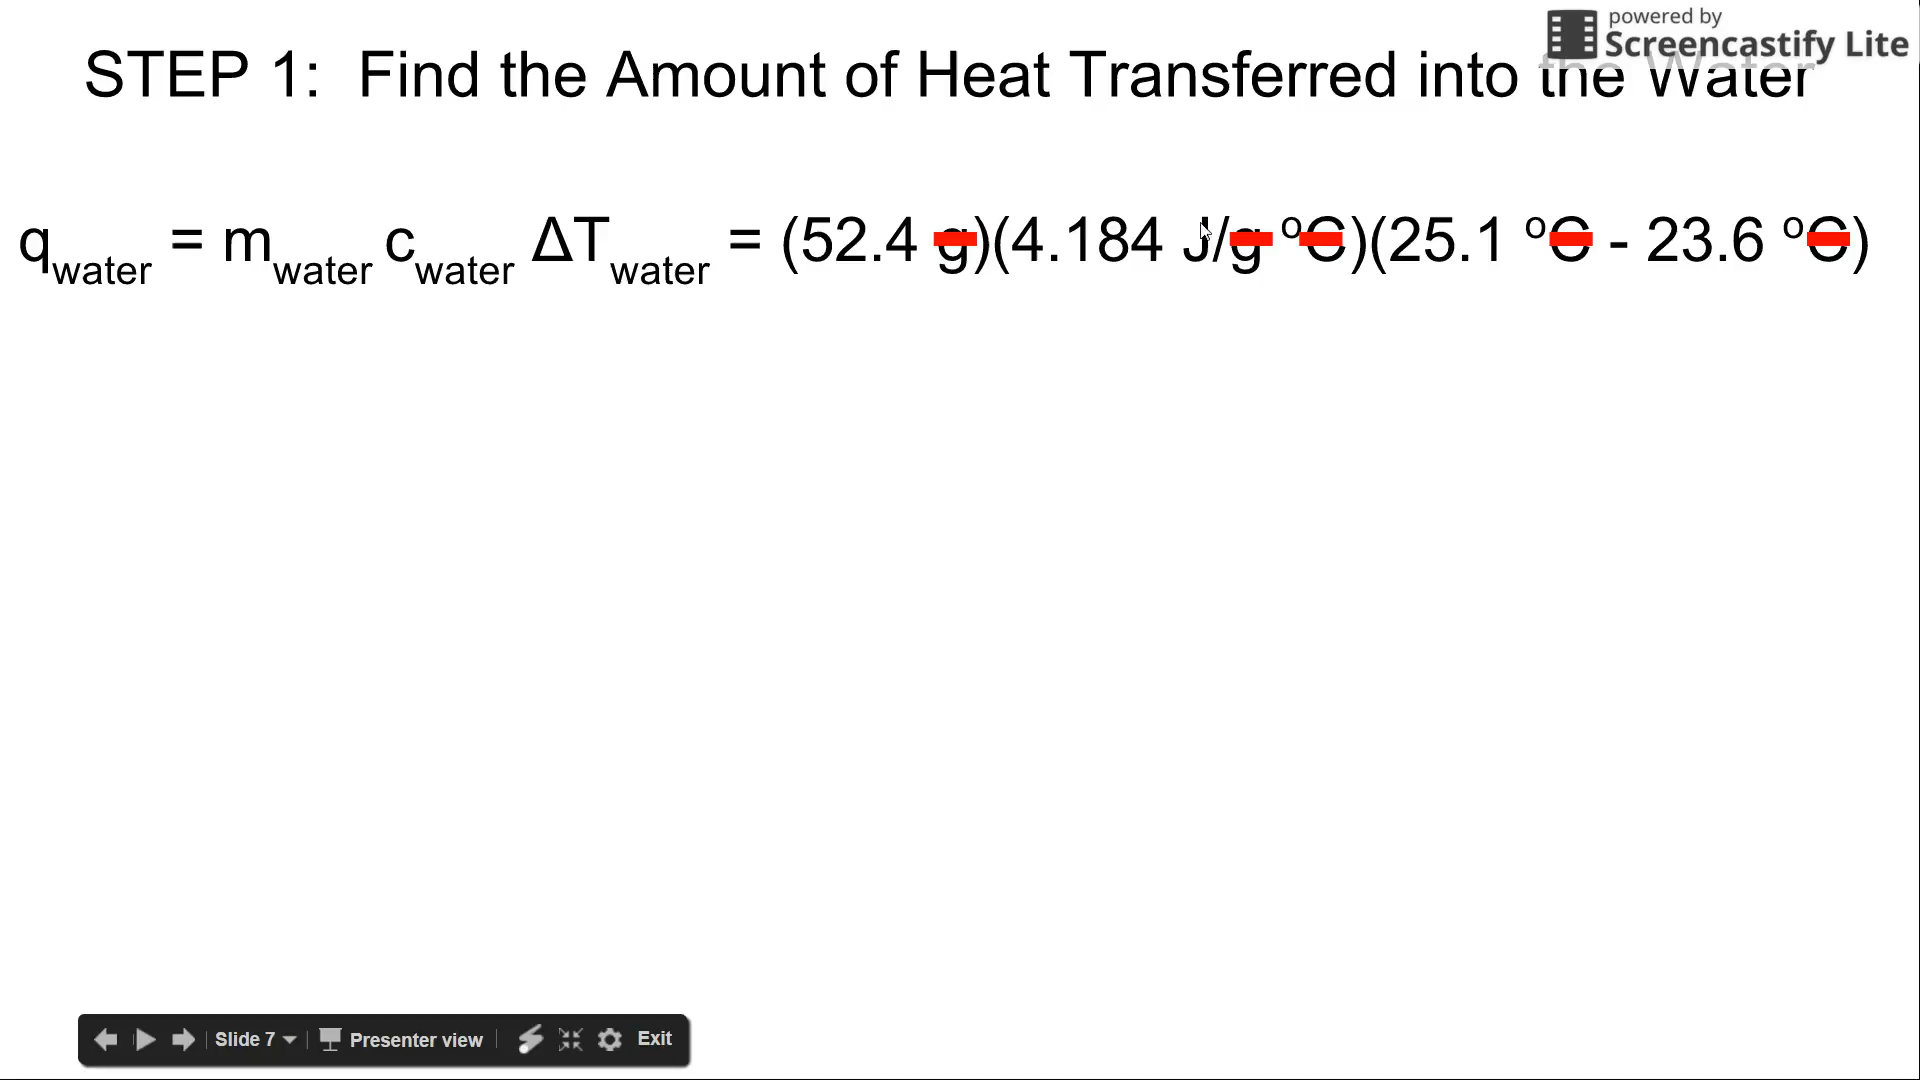 powered by
Screencastify Lite
STEP 1: Find the Amount of Heat Transferred into the Water
qwater = mwater cwater ΔTwater = (52.4 g)(4.184 J/g ºC)(25.1 ºC - 23.6 ºC)
Slide 7 Presenter view Exit